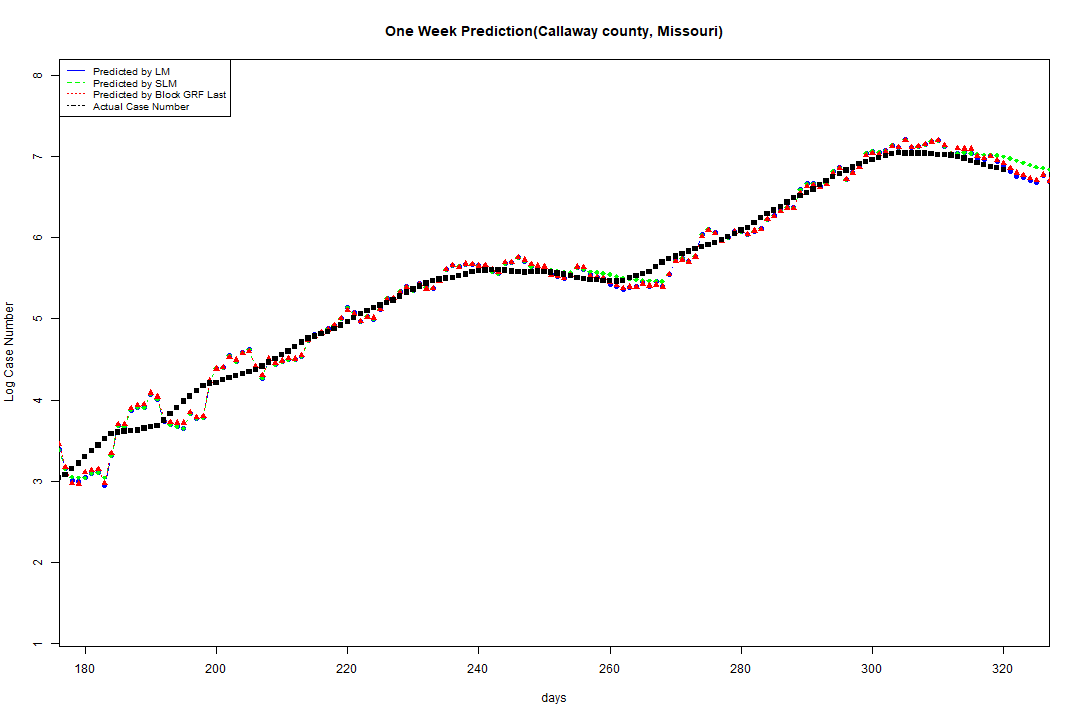 One Week Prediction(Callaway county, Missouri)
Predicted by LM
Predicted by SLM
Predicted by Block GRF Last
Actual Case Number
8
7
6
5
4
3
2
1
Log Case Number
180 200 220 240 260 280 300 320
days